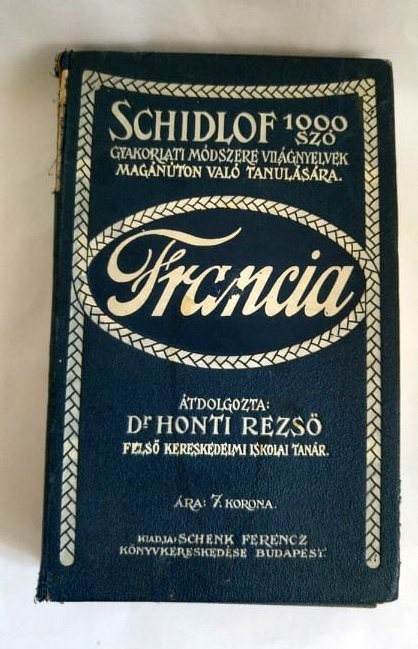 SCHIDLOF 1000 SZÓ
GYAKORLATI MÓDSZERE VILÁGNYELVEK
MAGÁNÚTON VALÓ TANULÁSÁRA.
Francia
ÁTDOLGOZTA:
Dr HONTI REZSŐ
FELSŐ KERESKEDELMI ISKOLAI TANÁR.
ÁRA: 7. KORONA.
KIADJA: SCHENK FERENCZ
KÖNYVKERESKEDÉSE BUDAPEST.